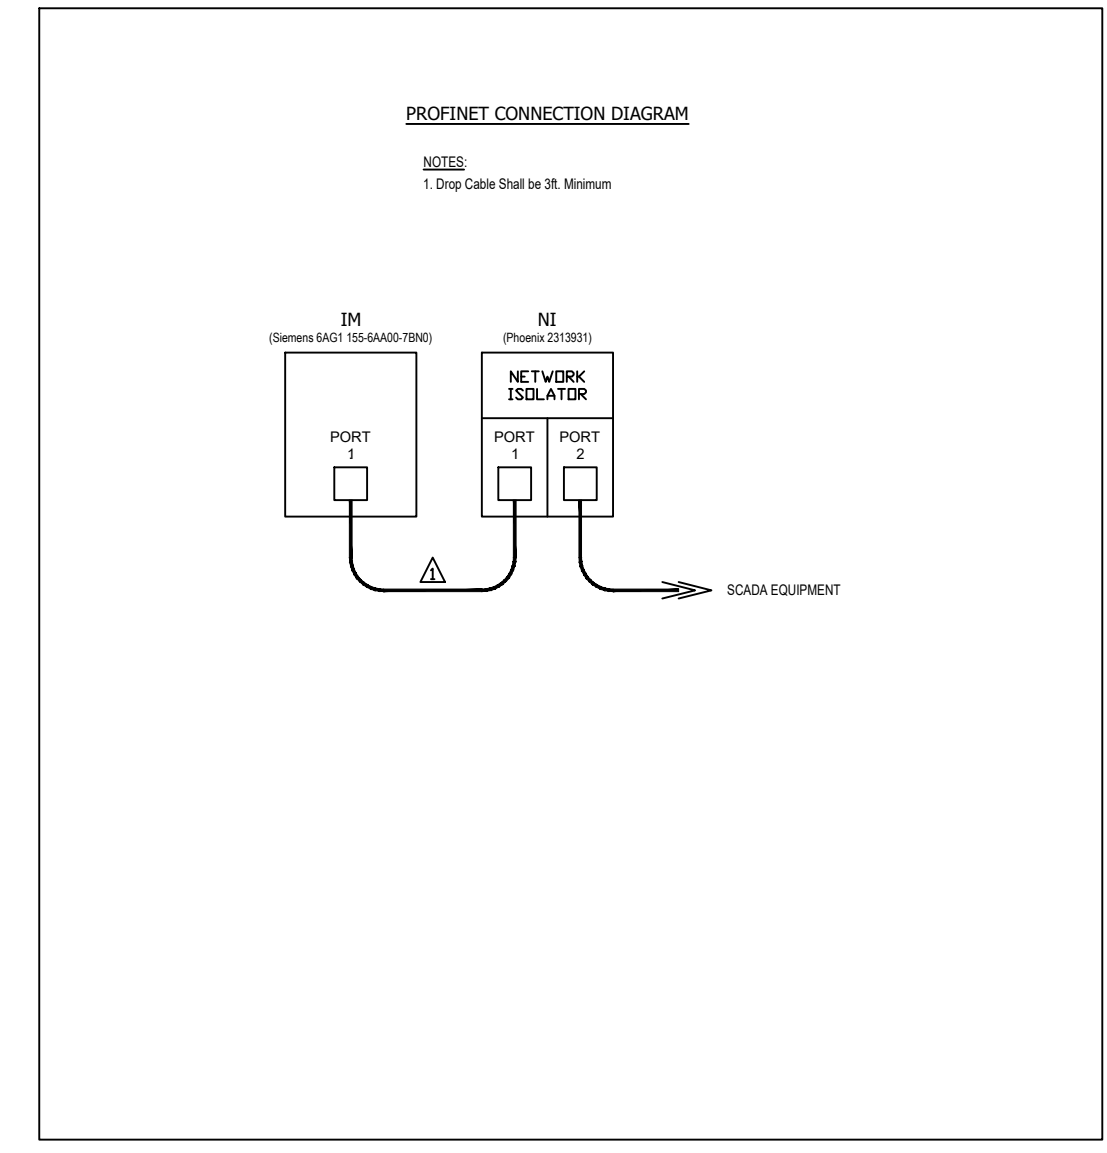 PROFINET CONNECTION DIAGRAM
NOTES:
1. Drop Cable Shall be 3ft. Minimum
IM
(Siemens 6AG1 155-6AA00-7BN0)
NI
(Phoenix 2313931)
NETWORK
ISOLATOR
PORT
1
PORT
1
PORT
2
1
SCADA EQUIPMENT